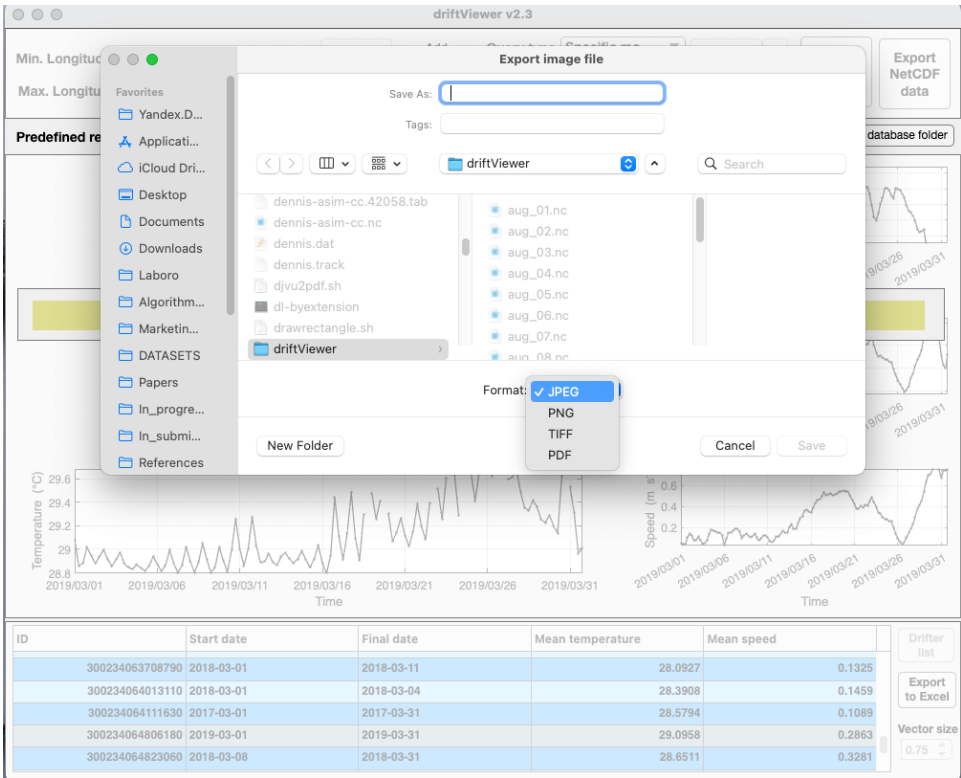 driftViewer v2.3
Min. Longitud
Max. Longitu
Export
NetCDF
data
Predefined re
database folder
Export image file
Save As:
Tags:
driftViewer
Search
Favorites
Yandex.D...
Applicati...
iCloud Dri...
Desktop
Documents
Downloads
Laboro
Algorithm...
Marketin...
DATASETS
Papers
In_progre...
In_submi...
References
dennis-asim-cc.42058.tab
dennis-asim-cc.nc
dennis.dat
dennis.track
djvu2pdf.sh
dl-byextension
drawrectangle.sh
driftViewer
aug_01.nc
aug_02.nc
aug_03.nc
aug_04.nc
aug_05.nc
aug_06.nc
aug_07.nc
aug_08.nc
Format:
JPEG
PNG
TIFF
PDF
New Folder
Cancel
Save
19/03/26
2019/03/31
19/03/26
2019/03/31
Temperature (°C)
29.6
29.4
29.2
29
28.8
2019/03/01 2019/03/06 2019/03/11 2019/03/16 2019/03/21 2019/03/26 2019/03/31
Time
Speed (m s
0.6
0.4
0.2
2019/03/01 2019/03/06 2019/03/11 2019/03/16 2019/03/21 2019/03/26 2019/03/31
Time
ID Start date Final date Mean temperature Mean speed
300234063708790 2018-03-01 2018-03-11 28.0927 0.1325
300234064013110 2018-03-01 2018-03-04 28.3908 0.1459
300234064111630 2017-03-01 2017-03-31 28.5794 0.1089
300234064806180 2019-03-01 2019-03-31 29.0958 0.2863
300234064823060 2018-03-08 2018-03-31 28.6511 0.3281
Drifter
list
Export
to Excel
Vector size
0.75